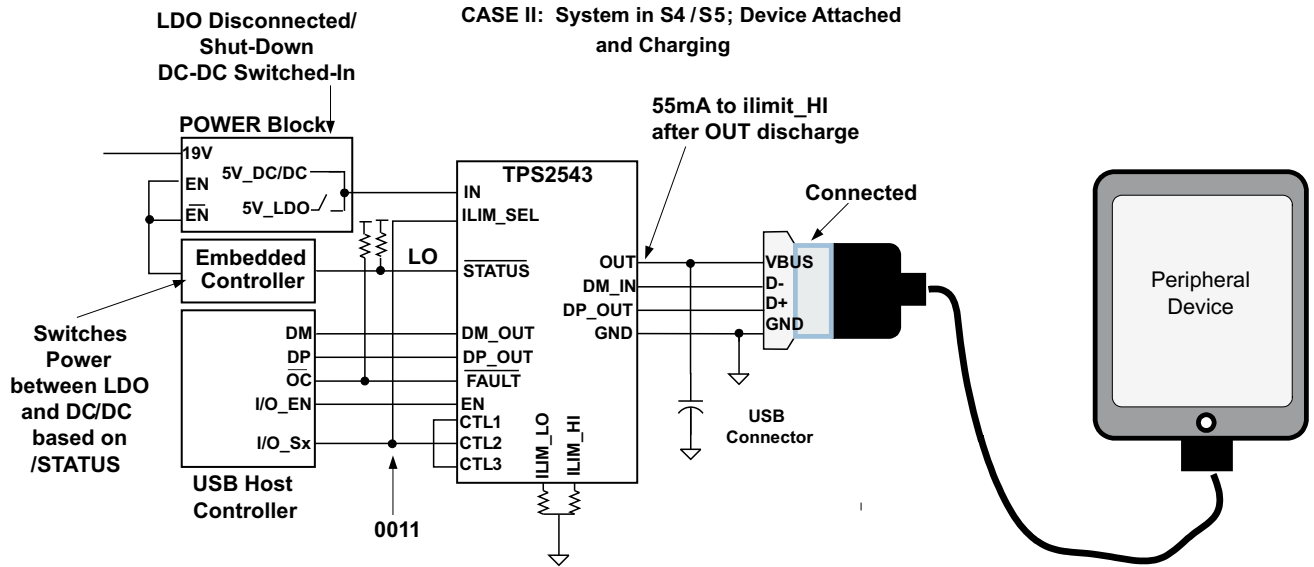 CASE II: System in S4 / S5; Device Attached
and Charging
LDO Disconnected/
Shut-Down
DC-DC Switched-In
POWER Block
19V
EN
EN
5V_DC/DC
5V_LDO
Embedded
Controller
Switches
Power
between LDO
and DC/DC
based on
/STATUS
DM
DP
OC
I/O_EN
I/O_Sx
USB Host
Controller
LO
0011
TPS2543
IN
ILIM_SEL
STATUS
DM_OUT
DP_OUT
FAULT
EN
CTL1
CTL2
CTL3
ILIM_LO
ILIM_HI
OUT
DM_IN
DP_OUT
GND
55mA to ilimit_HI
after OUT discharge
Connected
VBUS
D-
D+
GND
USB
Connector
Peripheral
Device